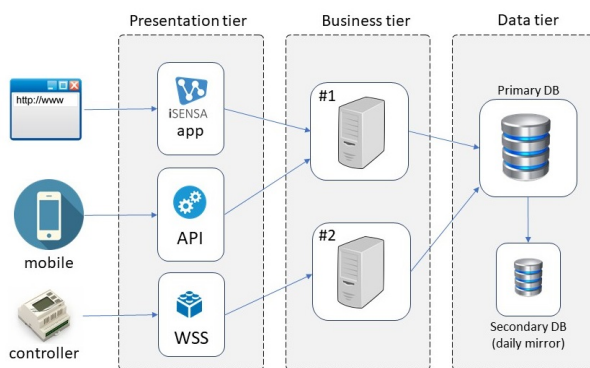 Presentation tier
Business tier
Data tier
http://www
iSENSA
app
#1
Primary DB
mobile
API
#2
controller
WSS
Secondary DB
(daily mirror)